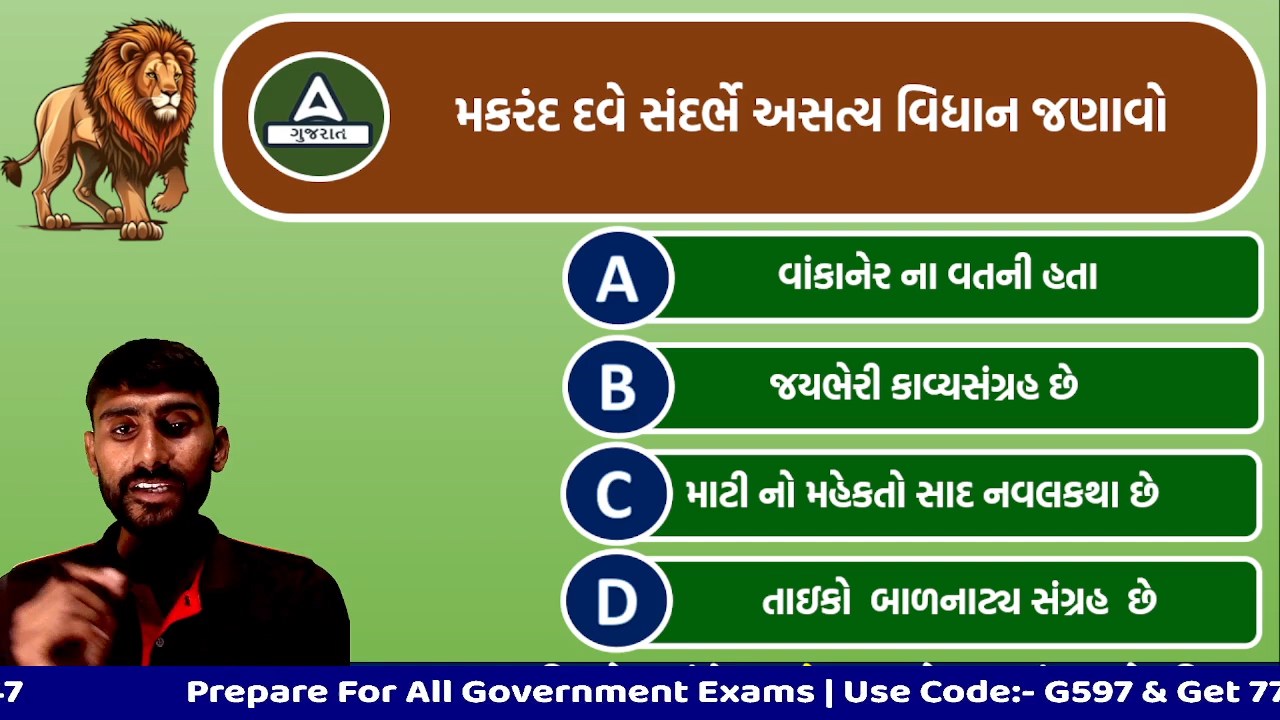 ગુજરાત
મકરંદ દવે સંદર્ભે અસત્ય વિધાન જણાવો
A
વાંકાનેર ના વતની હતા
B
જયભેરી કાવ્યસંગ્રહ છે
C
માટી નો મહેકતો સાદ નવલકથા છે
D
તાઇકો બાળનાટ્ય સંગ્રહ છે
-7 Prepare For All Government Exams | Use Code:- G597 & Get 77